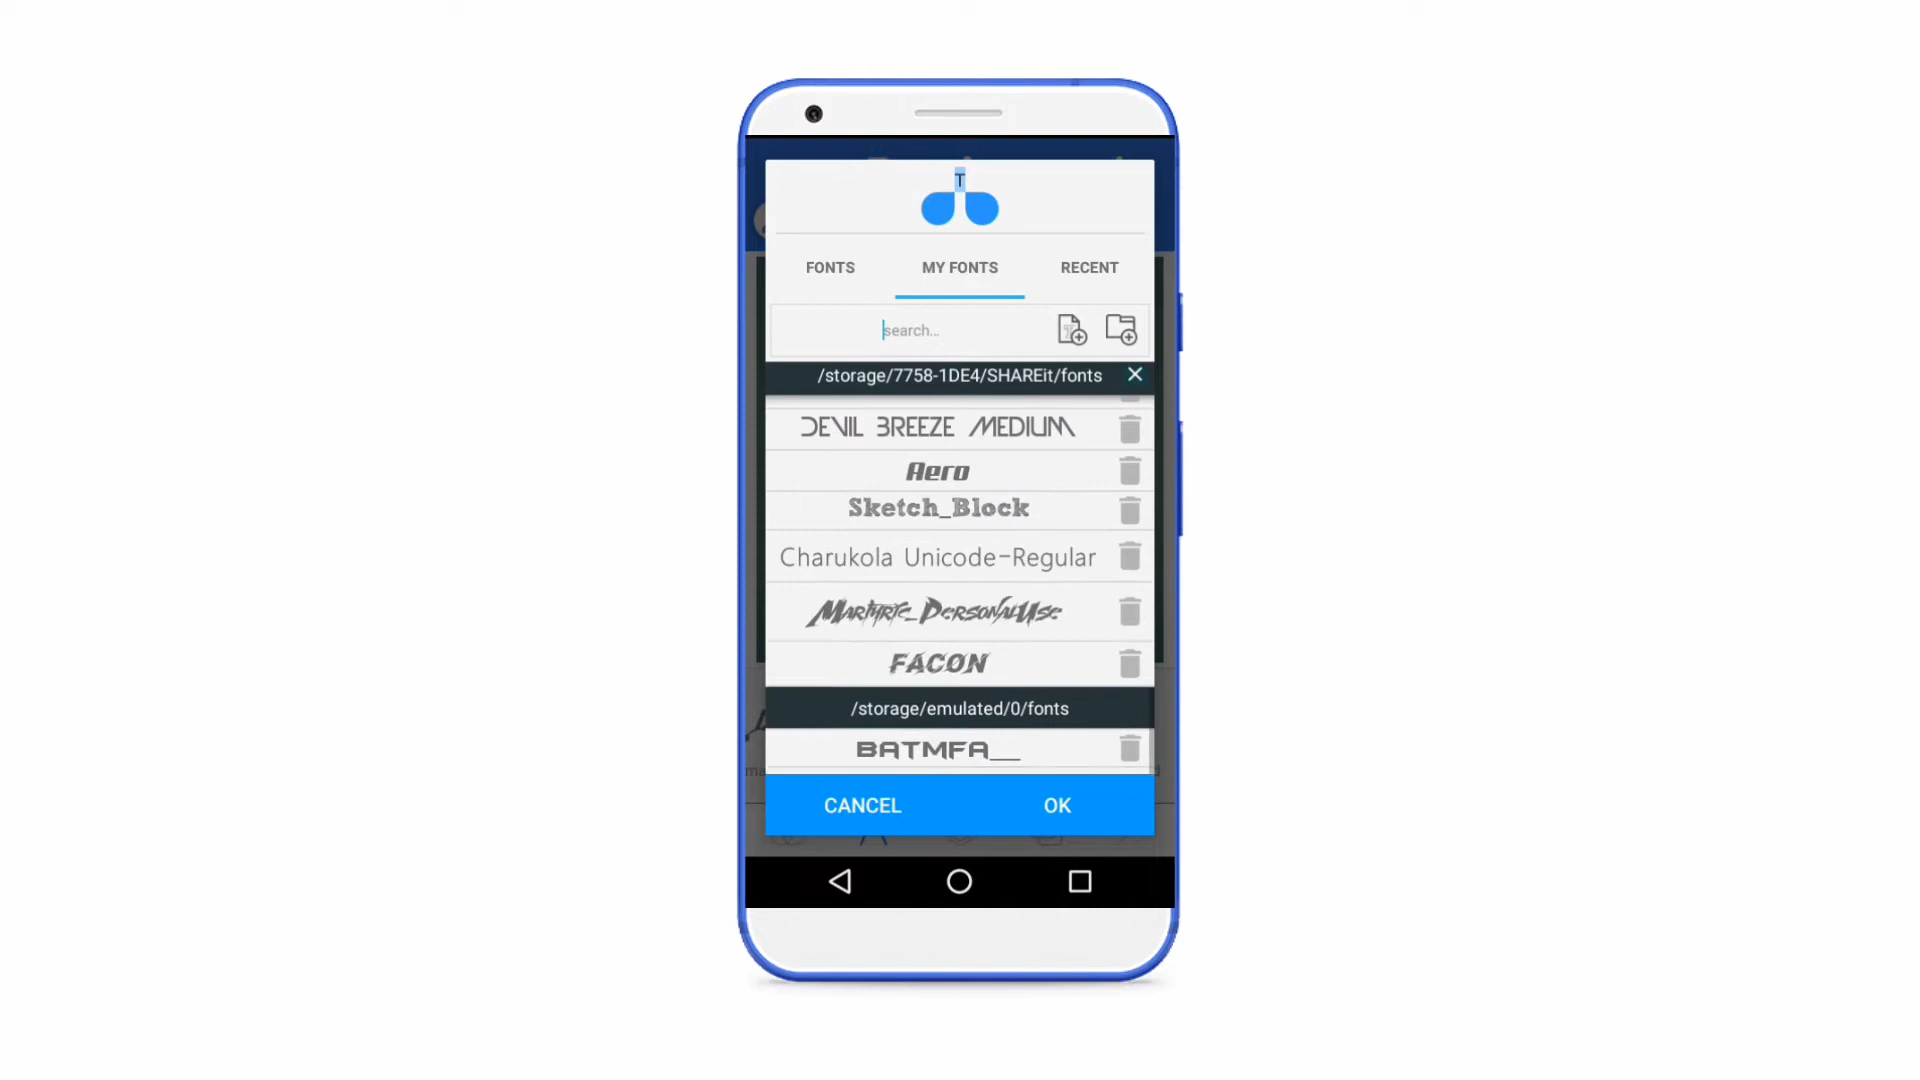 T
FONTS MY FONTS RECENT
search...
/storage/7758-1DE4/SHAREit/fonts
DEVIL BREEZE MEDIUM
Aero
Sketch_Block
Charukola Unicode-Regular
Martyric_PersonalUse
FACON
/storage/emulated/0/fonts
BATMFA__
CANCEL OK